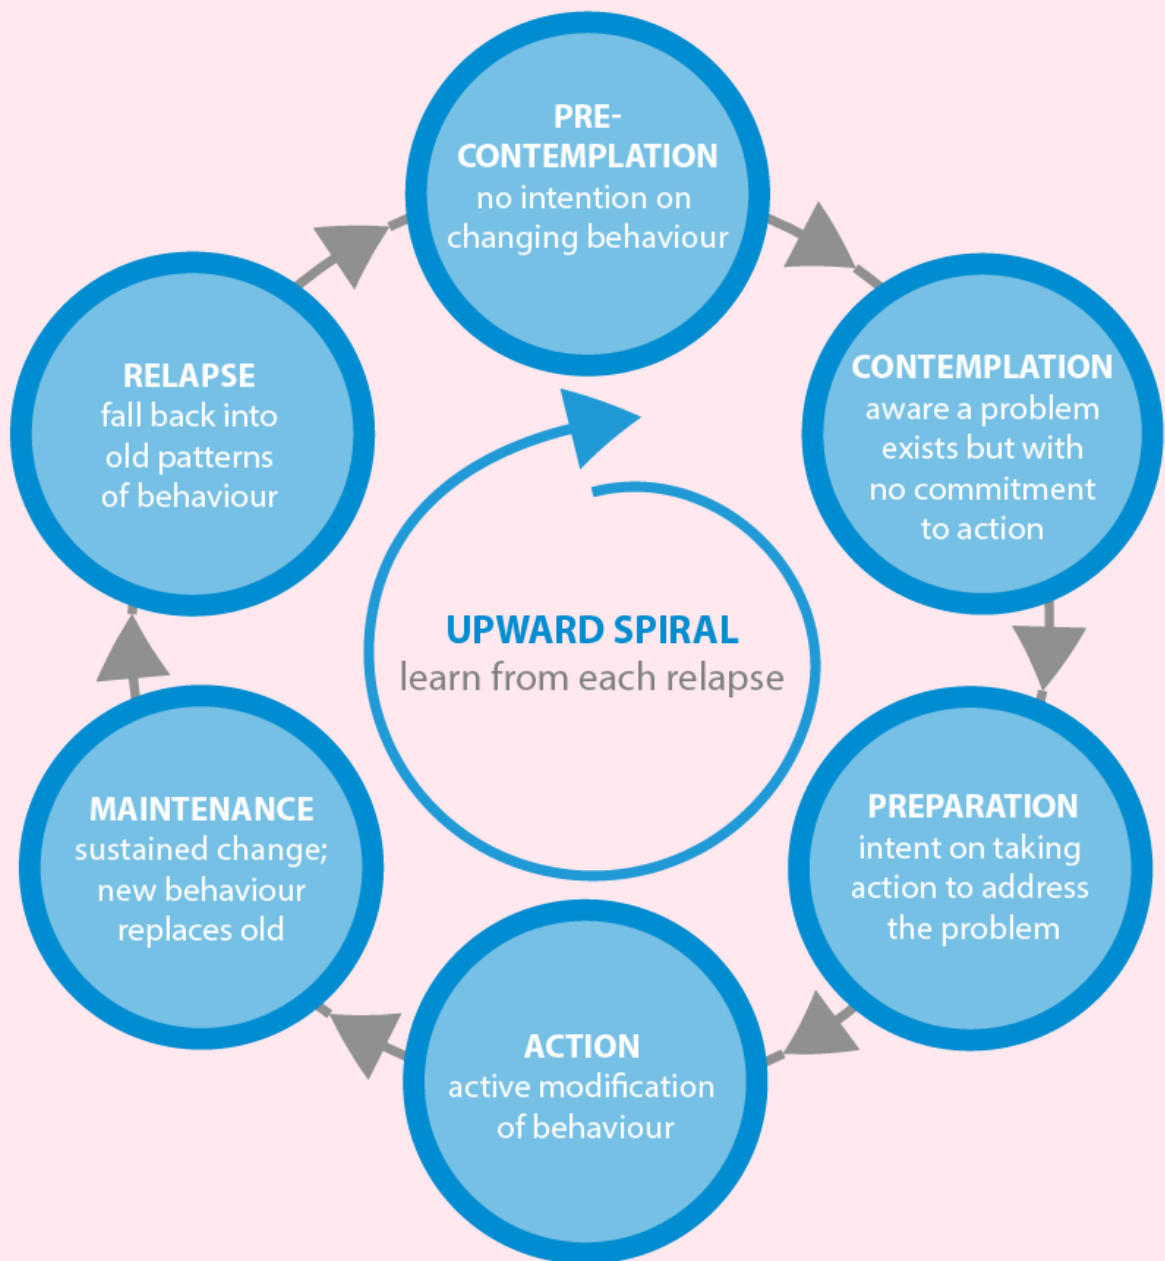 PRE-
CONTEMPLATION
no intention on
changing behaviour
CONTEMPLATION
aware a problem
exists but with
no commitment
to action
PREPARATION
intent on taking
action to address
the problem
ACTION
active modification
of behaviour
MAINTENANCE
sustained change;
new behaviour
replaces old
RELAPSE
fall back into
old patterns
of behaviour
UPWARD SPIRAL
learn from each relapse